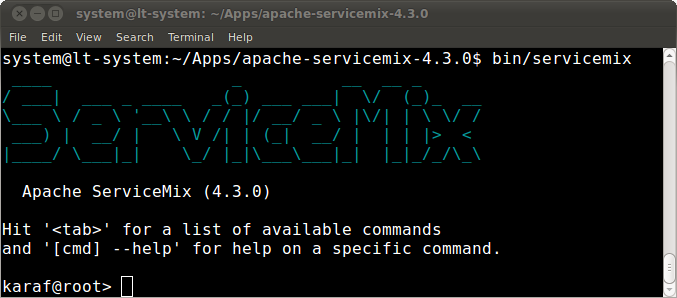 system@lt-system: ~/Apps/apache-servicemix-4.3.0
File Edit View Search Terminal Help
system@lt-system:~/Apps/apache-servicemix-4.3.0$ bin/servicemix
ServiceMix
Apache ServiceMix (4.3.0)
Hit '<tab>' for a list of available commands
and '[cmd] --help' for help on a specific command.
karaf@root>